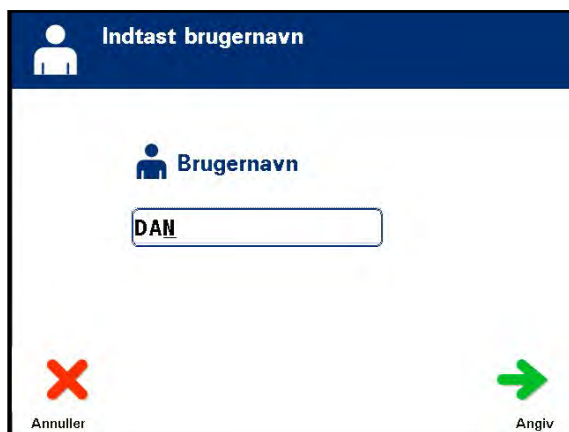 Indtast brugernavn
Brugernavn
DAN
Annuller
Angiv